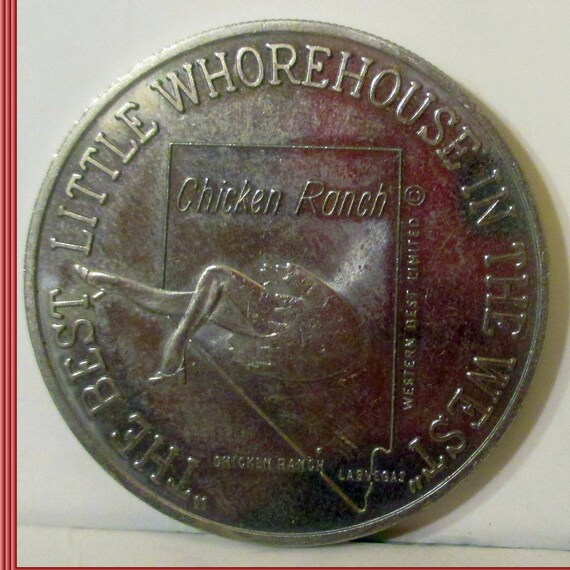 "THE BEST LITTLE WHOREHOUSE IN THE WEST"
Chicken Ranch ©
WESTERN BEST LIMITED
CHICKEN RANCH
LAS VEGAS